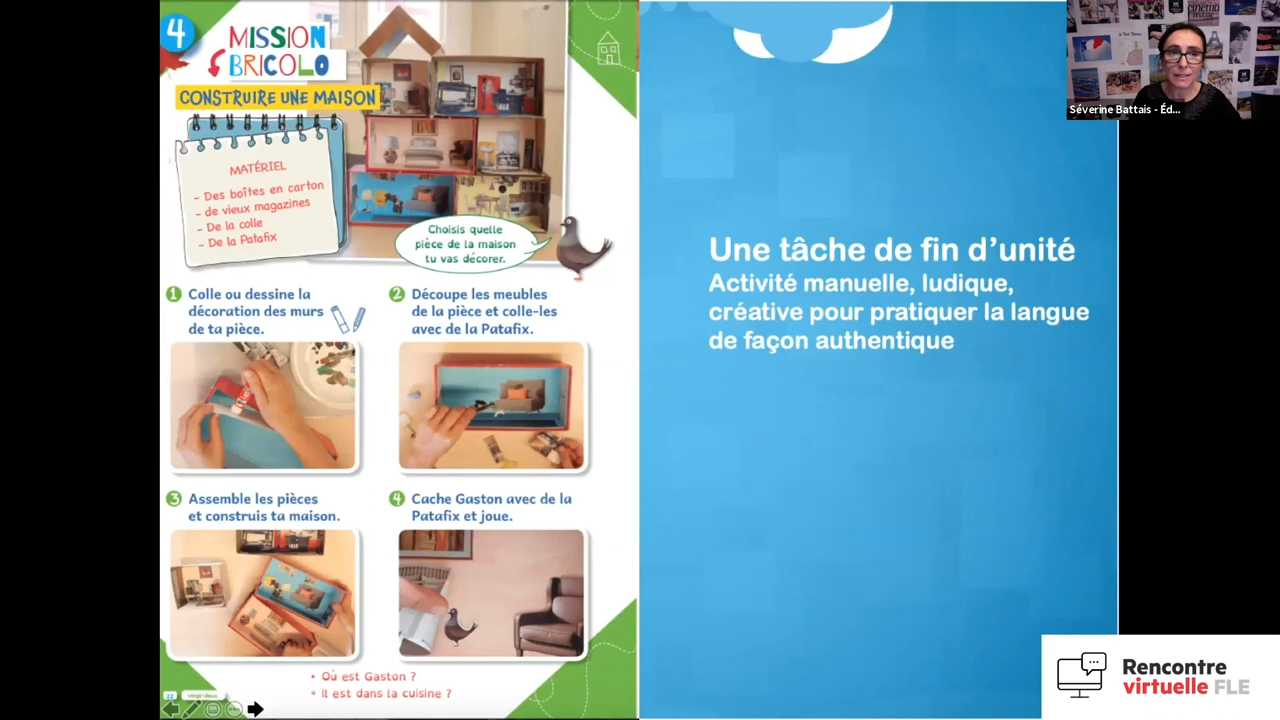 4
MISSION
BRICOLO
CONSTRUIRE UNE MAISON
MATÉRIEL
- Des boîtes en carton
- de vieux magazines
- De la colle
- De la Patafix
Choisis quelle
pièce de la maison
tu vas décorer.
1 Colle ou dessine la
décoration des murs
de ta pièce.
2 Découpe les meubles
de la pièce et colle-les
avec de la Patafix.
3 Assemble les pièces
et construis ta maison.
4 Cache Gaston avec de la
Patafix et joue.
• Où est Gaston ?
• Il est dans la cuisine ?
22 vingt-deux
Une tâche de fin d’unité
Activité manuelle, ludique,
créative pour pratiquer la langue
de façon authentique
Séverine Battais - Éd...
Rencontre
virtuelle FLE